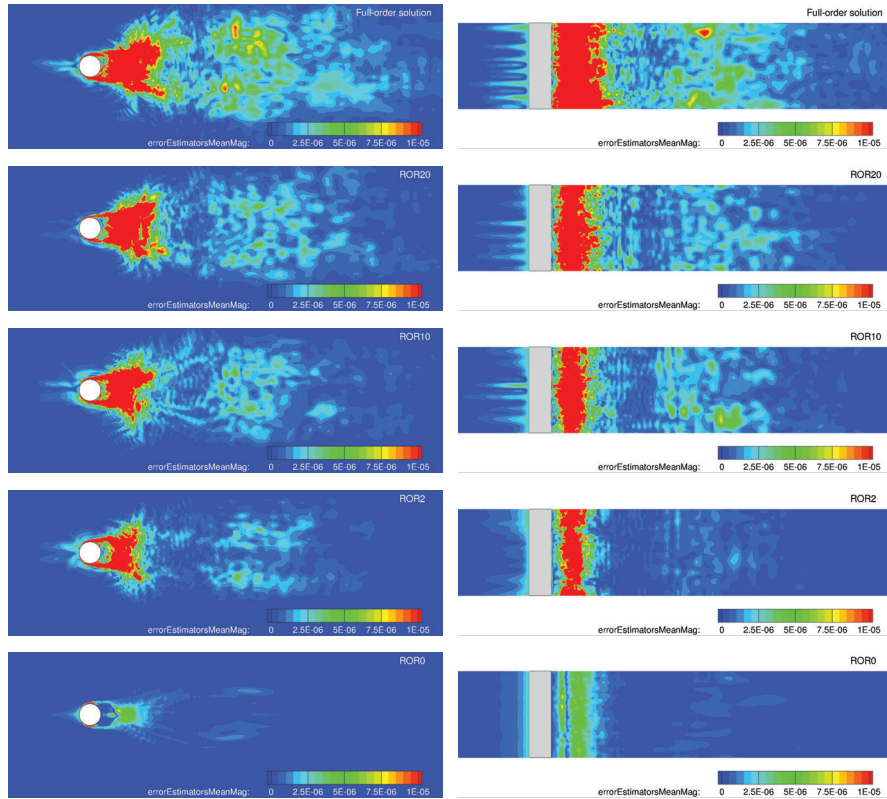 Full-order solution
errorEstimatorsMeanMag: 0 2.5E-06 5E-06 7.5E-06 1E-05
Full-order solution
errorEstimatorsMeanMag: 0 2.5E-06 5E-06 7.5E-06 1E-05
ROR20
errorEstimatorsMeanMag: 0 2.5E-06 5E-06 7.5E-06 1E-05
ROR20
errorEstimatorsMeanMag: 0 2.5E-06 5E-06 7.5E-06 1E-05
ROR10
errorEstimatorsMeanMag: 0 2.5E-06 5E-06 7.5E-06 1E-05
ROR10
errorEstimatorsMeanMag: 0 2.5E-06 5E-06 7.5E-06 1E-05
ROR2
errorEstimatorsMeanMag: 0 2.5E-06 5E-06 7.5E-06 1E-05
ROR2
errorEstimatorsMeanMag: 0 2.5E-06 5E-06 7.5E-06 1E-05
ROR0
errorEstimatorsMeanMag: 0 2.5E-06 5E-06 7.5E-06 1E-05
ROR0
errorEstimatorsMeanMag: 0 2.5E-06 5E-06 7.5E-06 1E-05